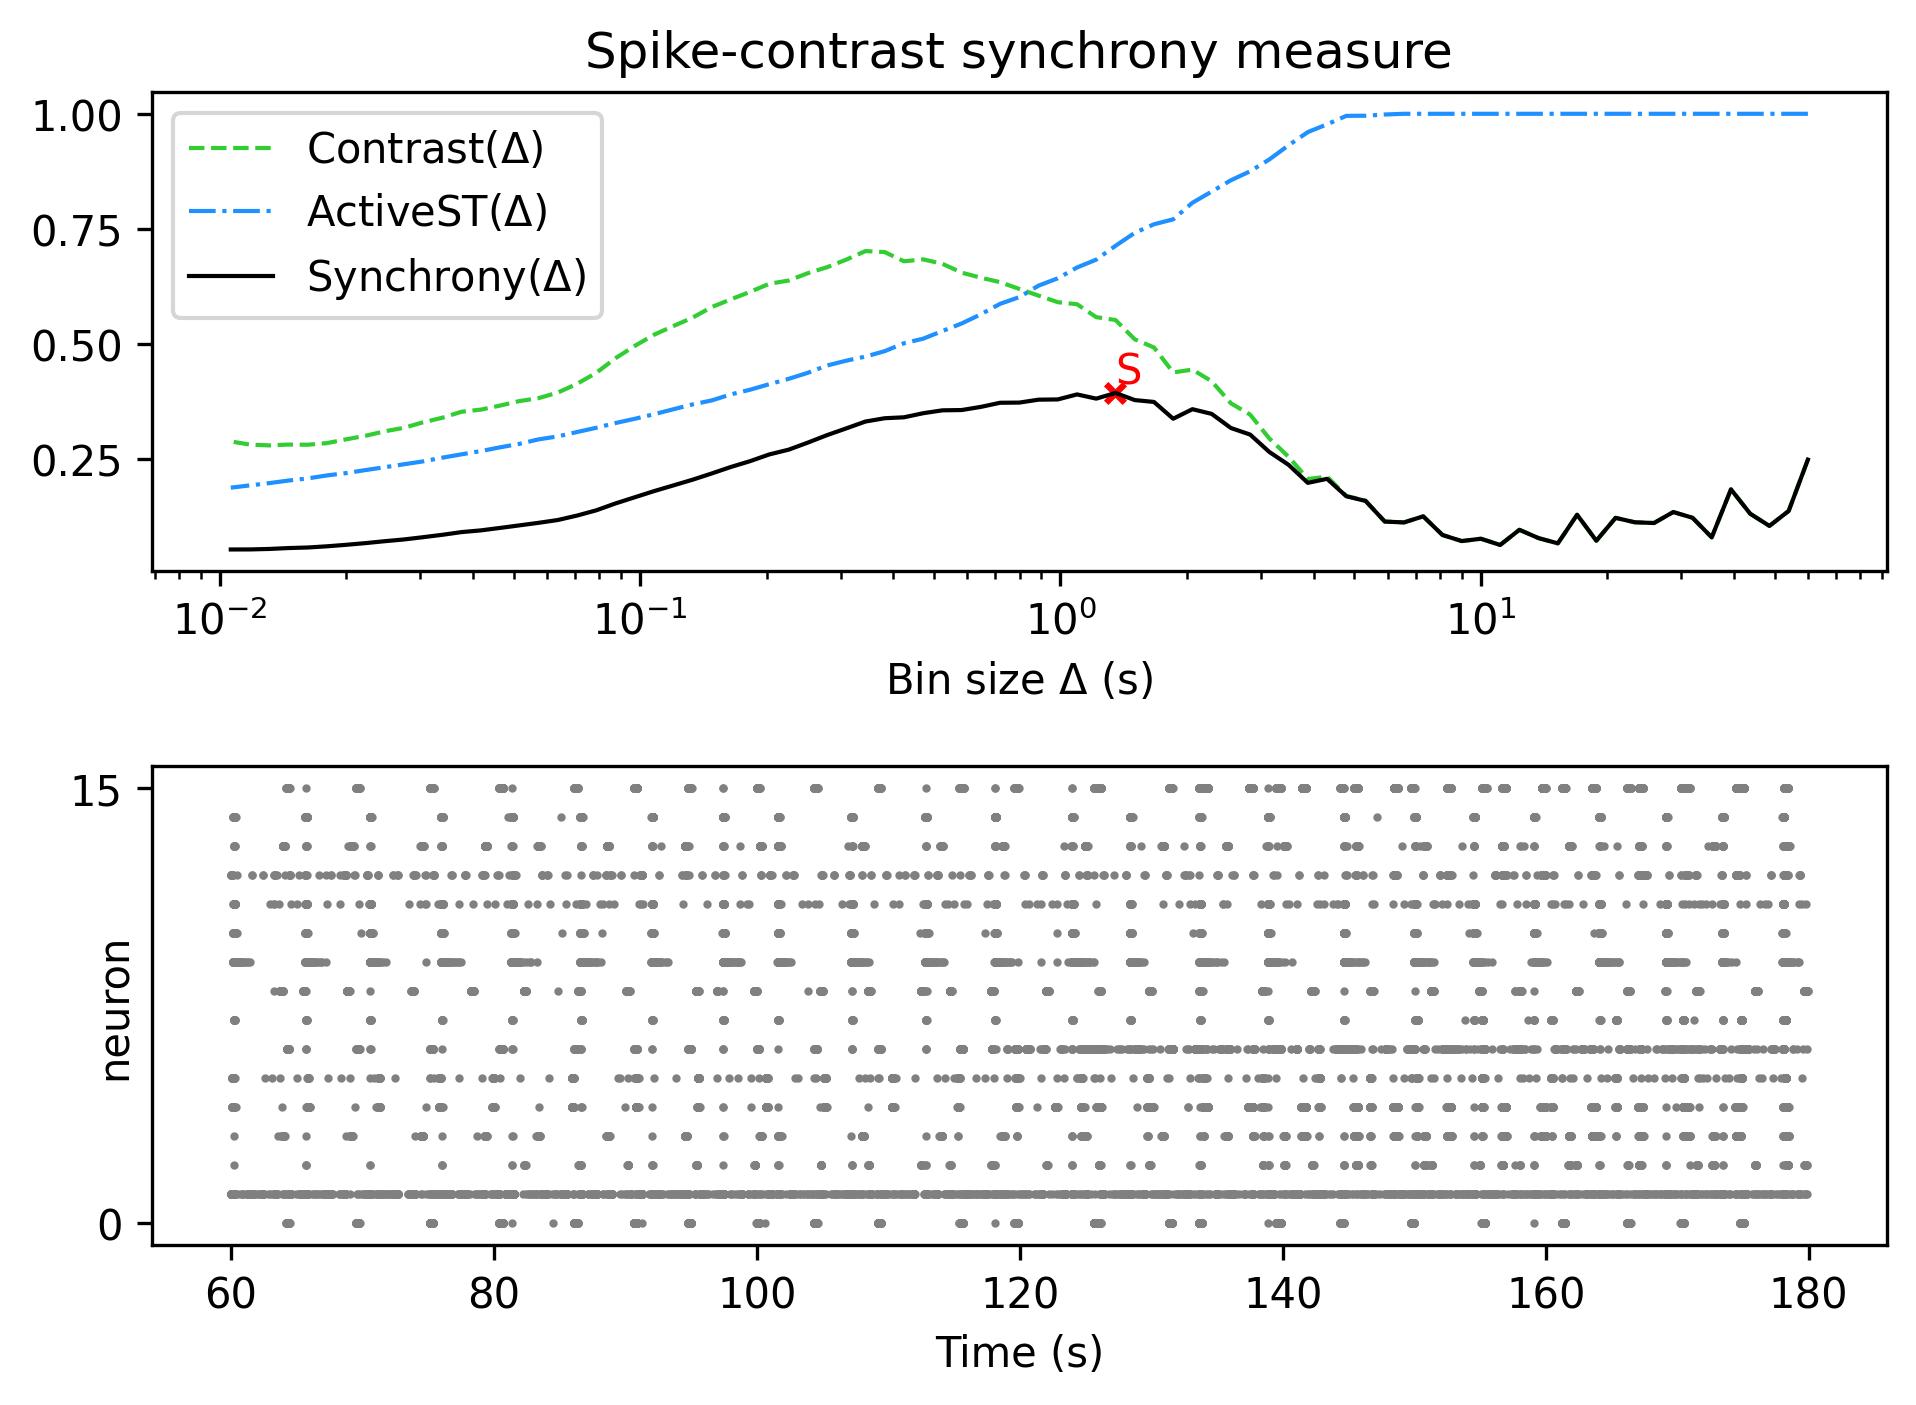 Spike-contrast synchrony measure
1.00
0.75
0.50
0.25
Contrast(Δ)
ActiveST(Δ)
Synchrony(Δ)
S
10⁻² 10⁻¹ 10⁰ 10¹
Bin size Δ (s)
15
0
neuron
60 80 100 120 140 160 180
Time (s)